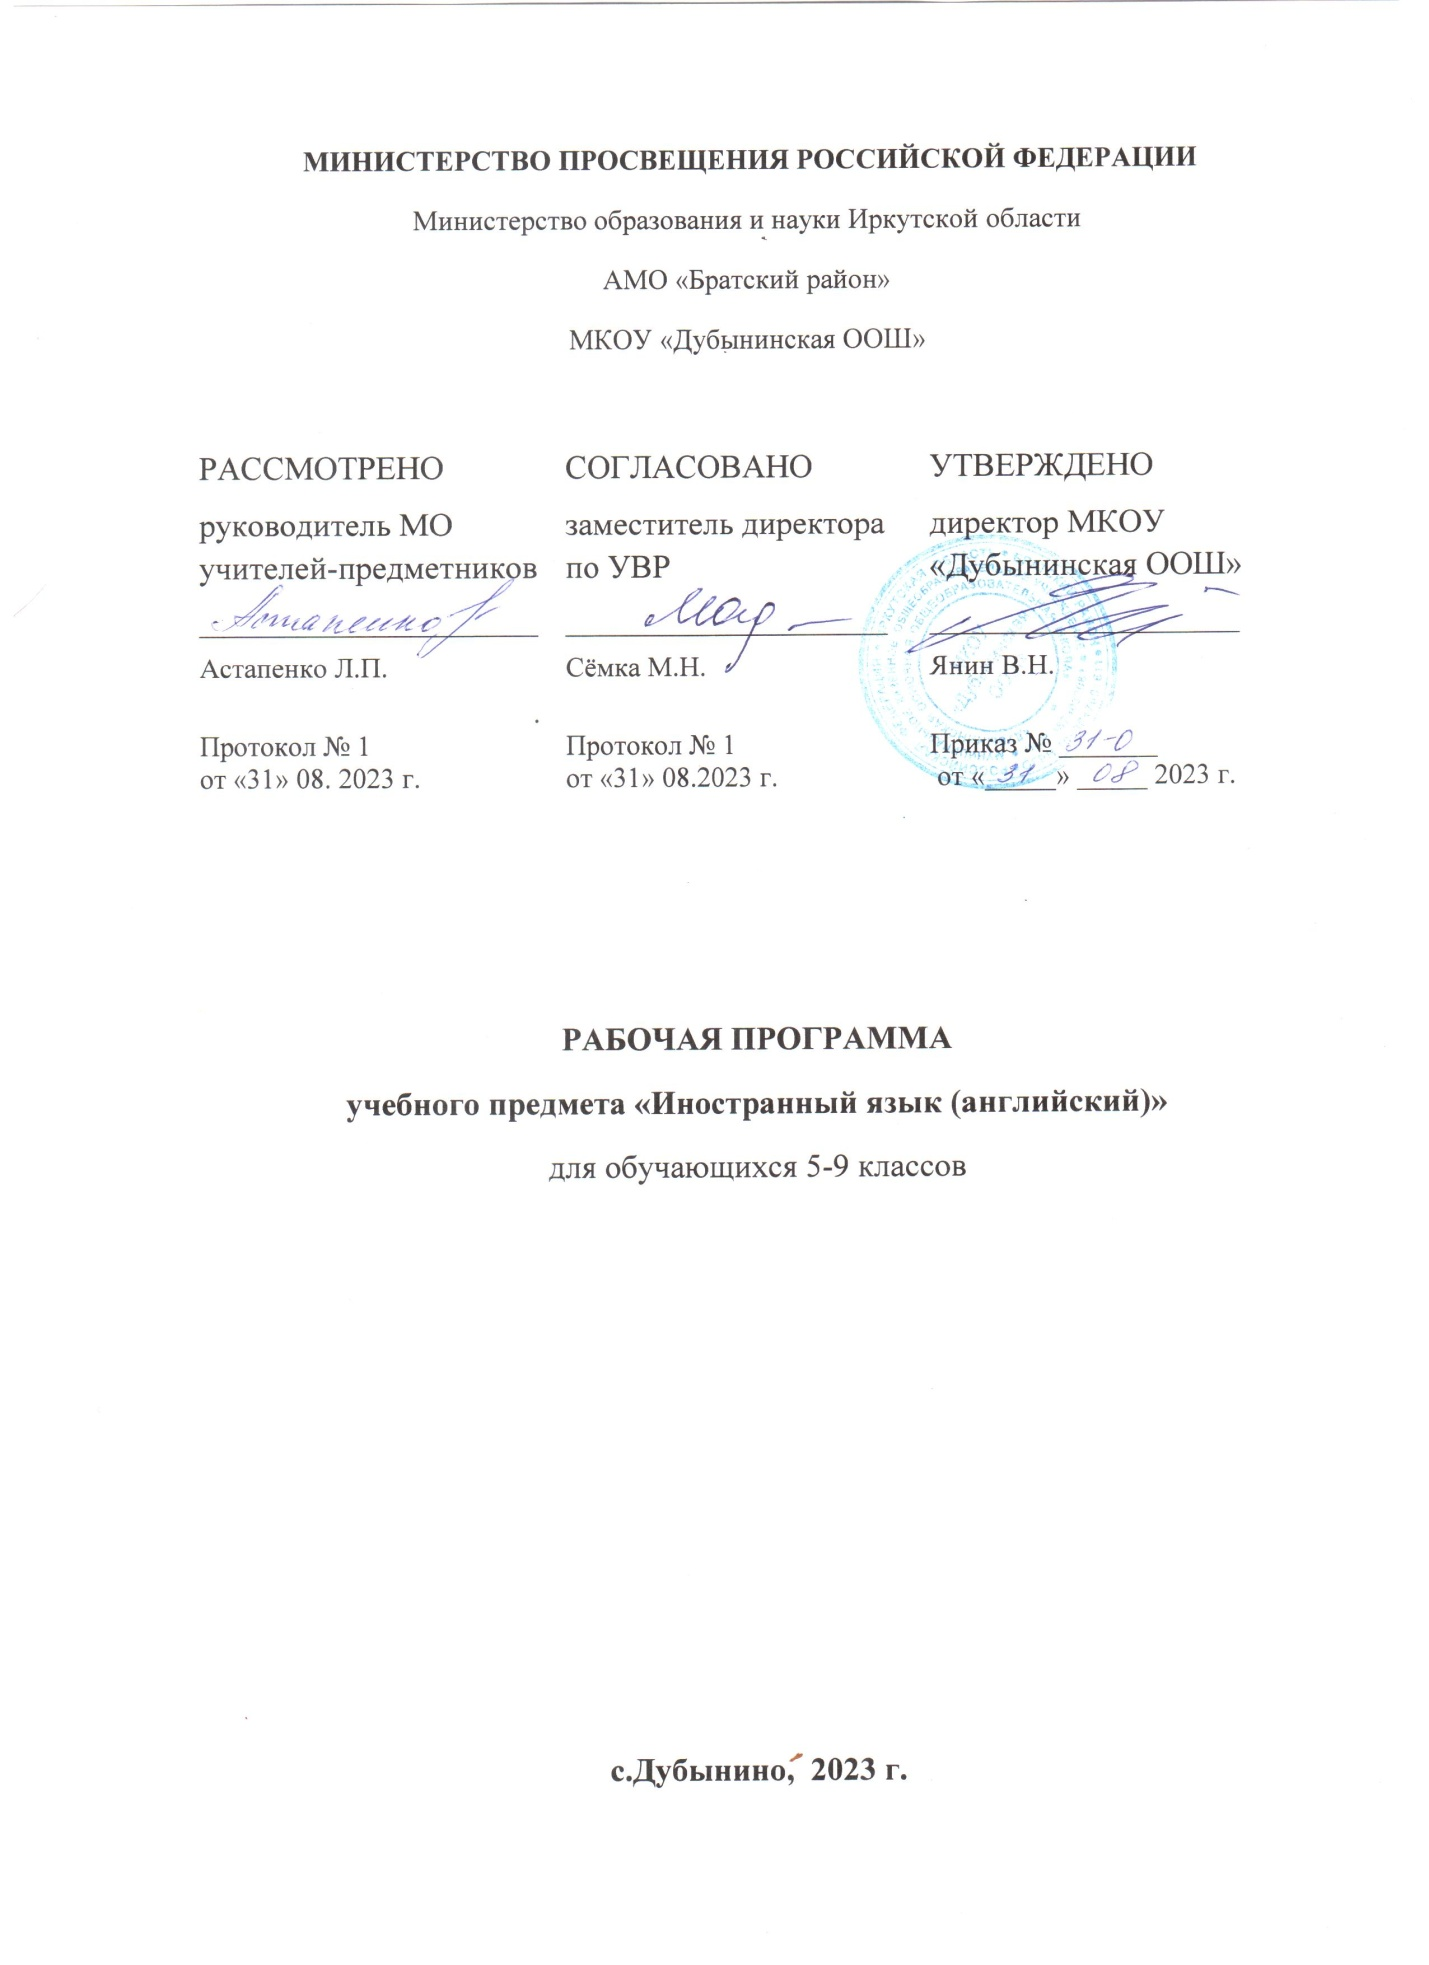 МИНИСТЕРСТВО ПРОСВЕЩЕНИЯ РОССИЙСКОЙ ФЕДЕРАЦИИ
Министерство образования и науки Иркутской области
АМО «Братский район»
МКОУ «Дубынинская ООШ»
РАССМОТРЕНО
руководитель МО
учителей-предметников
Астапенко
Астапенко Л.П.
Протокол № 1
от «31» 08. 2023 г.
СОГЛАСОВАНО
заместитель директора
по УВР
Сёмка М.Н.
Протокол № 1
от «31» 08.2023 г.
УТВЕРЖДЕНО
директор МКОУ
«Дубынинская ООШ»
Янин В.Н.
Приказ № 31-О
от «31» 08 2023 г.
РАБОЧАЯ ПРОГРАММА
учебного предмета «Иностранный язык (английский)»
для обучающихся 5-9 классов
с.Дубынино, 2023 г.